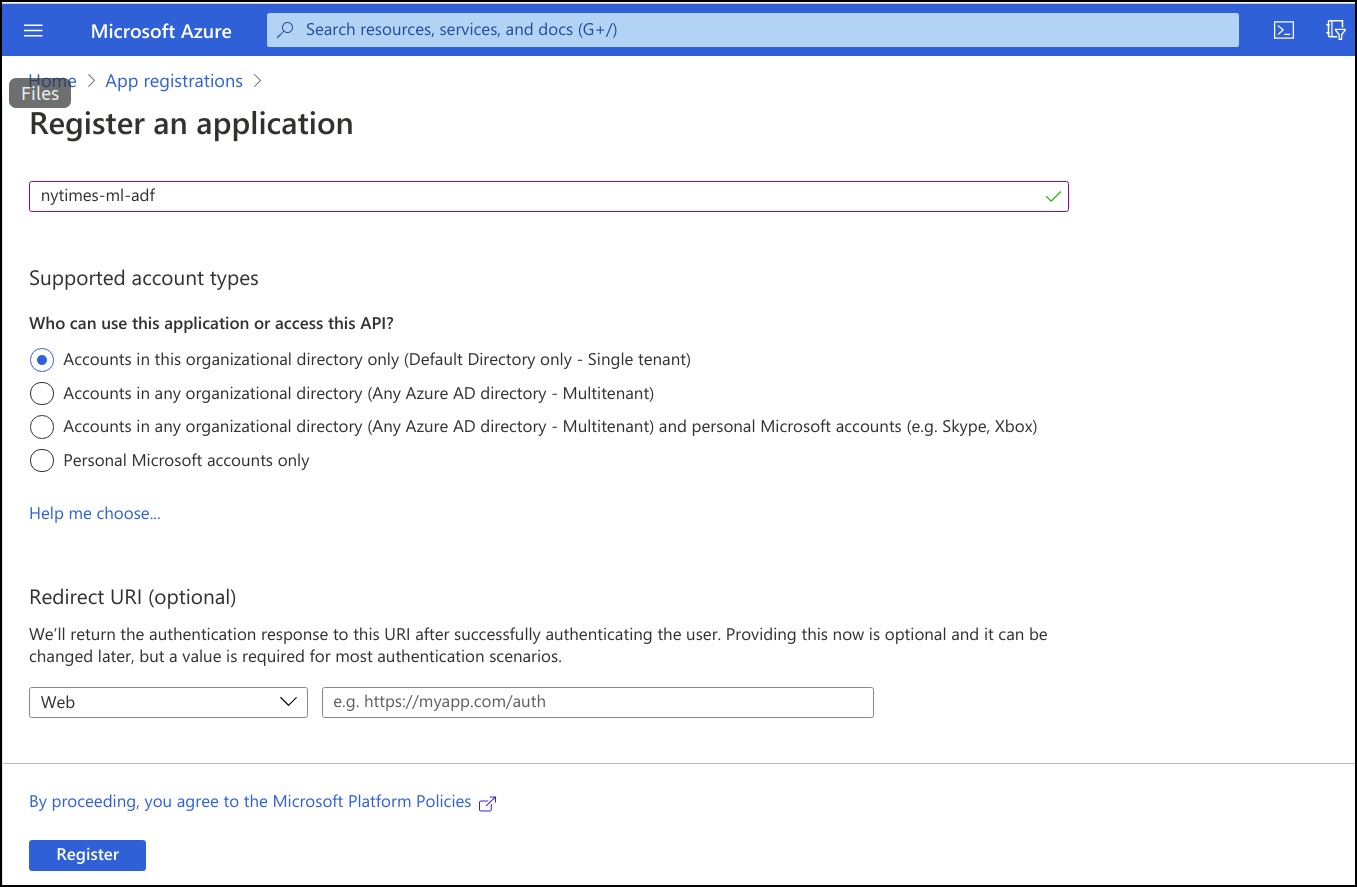 Microsoft Azure
Search resources, services, and docs (G+/)
Home > App registrations >
Files
Register an application
nytimes-ml-adf
Supported account types
Who can use this application or access this API?
Accounts in this organizational directory only (Default Directory only - Single tenant)
Accounts in any organizational directory (Any Azure AD directory - Multitenant)
Accounts in any organizational directory (Any Azure AD directory - Multitenant) and personal Microsoft accounts (e.g. Skype, Xbox)
Personal Microsoft accounts only
Help me choose...
Redirect URI (optional)
We'll return the authentication response to this URI after successfully authenticating the user. Providing this now is optional and it can be
changed later, but a value is required for most authentication scenarios.
Web
e.g. https://myapp.com/auth
By proceeding, you agree to the Microsoft Platform Policies
Register